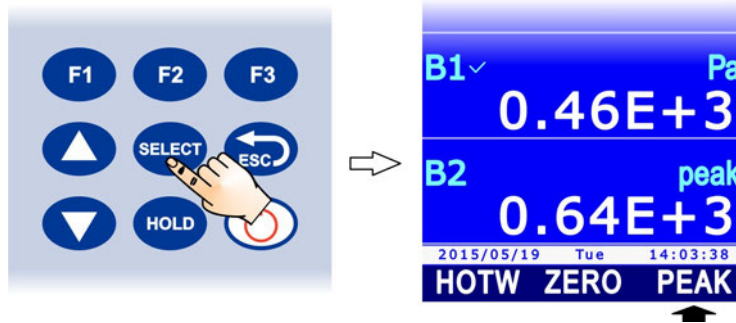 F1 F2 F3
SELECT ESC
HOLD
B1✓ Pa
0.46E+3
B2 peak
0.64E+3
2015/05/19 Tue 14:03:38
HOTW ZERO PEAK